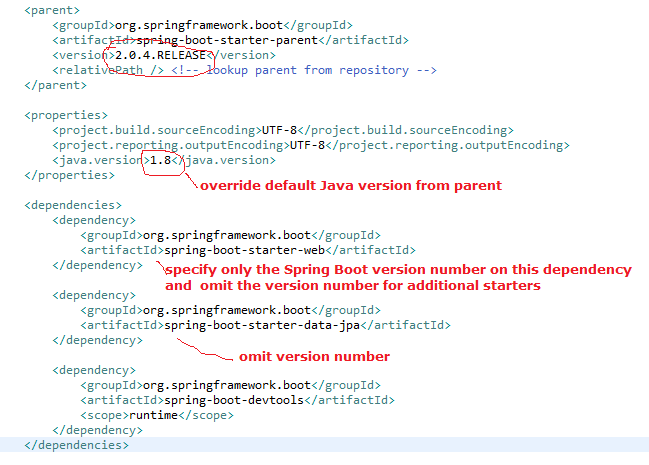 <parent>
<groupId>org.springframework.boot</groupId>
<artifactId>spring-boot-starter-parent</artifactId>
<version>2.0.4.RELEASE</version>
<relativePath /> <!-- lookup parent from repository -->
</parent>
<properties>
<project.build.sourceEncoding>UTF-8</project.build.sourceEncoding>
<project.reporting.outputEncoding>UTF-8</project.reporting.outputEncoding>
<java.version>1.8</java.version>
</properties>
override default Java version from parent
<dependencies>
<dependency>
<groupId>org.springframework.boot</groupId>
<artifactId>spring-boot-starter-web</artifactId>
</dependency>
specify only the Spring Boot version number on this dependency
and omit the version number for additional starters
<dependency>
<groupId>org.springframework.boot</groupId>
<artifactId>spring-boot-starter-data-jpa</artifactId>
</dependency>
omit version number
<dependency>
<groupId>org.springframework.boot</groupId>
<artifactId>spring-boot-devtools</artifactId>
<scope>runtime</scope>
</dependency>
</dependencies>